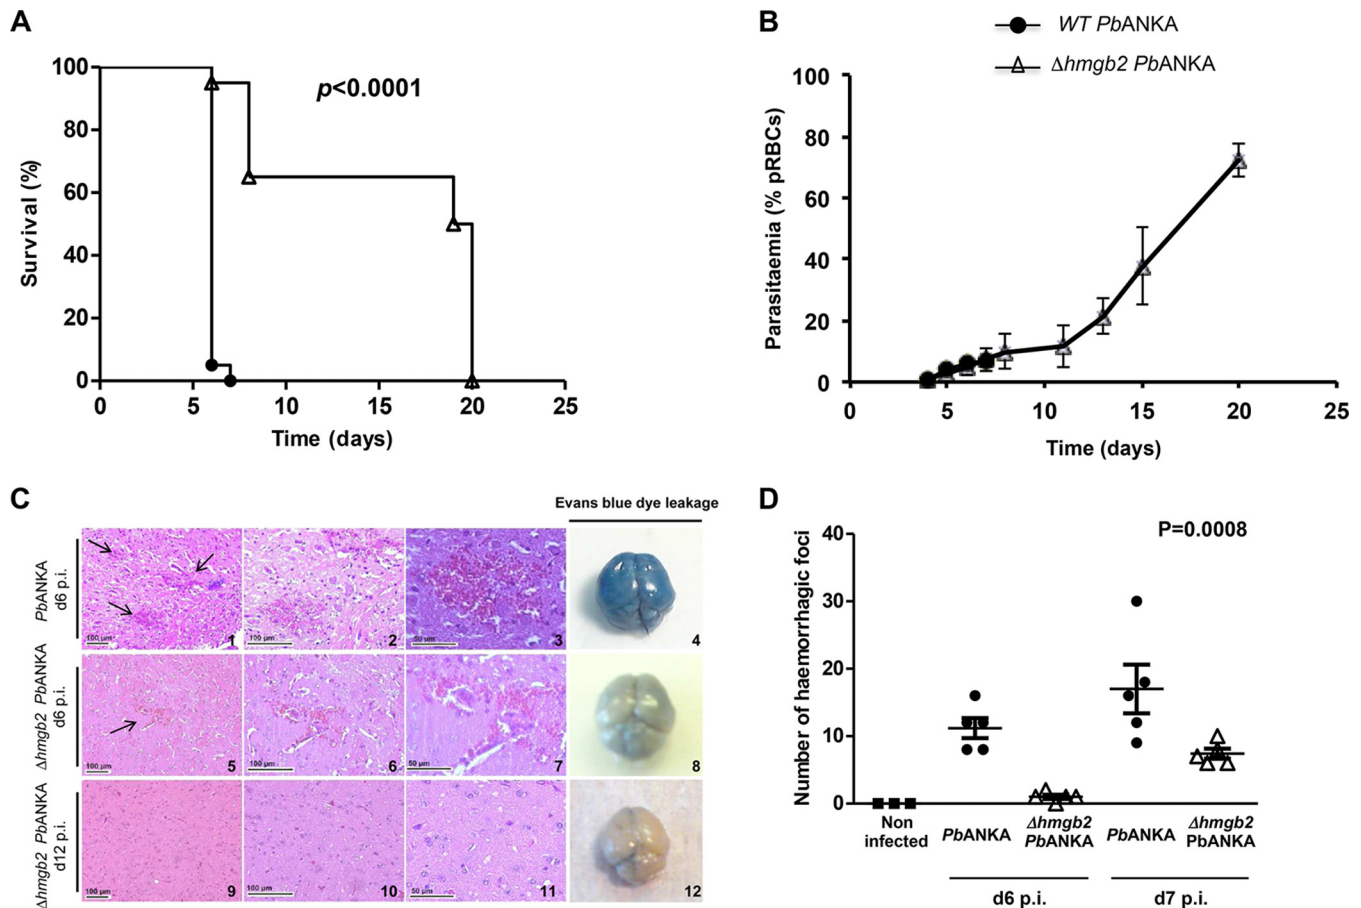 A
p<0.0001
Survival (%)
100
80
60
40
20
0
0 5 10 15 20 25
Time (days)
B
WT PbANKA
Δhmgb2 PbANKA
Parasitaemia (% pRBCs)
100
80
60
40
20
0
0 5 10 15 20 25
Time (days)
C
Evans blue dye leakage
PbANKA
d6 p.i.
100 µm 1
100 µm 2
50 µm 3
4
Δhmgb2 PbANKA
d6 p.i.
100 µm 5
100 µm 6
50 µm 7
8
Δhmgb2 PbANKA
d12 p.i.
100 µm 9
100 µm 10
50 µm 11
12
D
P=0.0008
Number of haemorrhagic foci
40
30
20
10
0
Non
infected
PbANKA
Δhmgb2
PbANKA
PbANKA
Δhmgb2
PbANKA
d6 p.i.
d7 p.i.